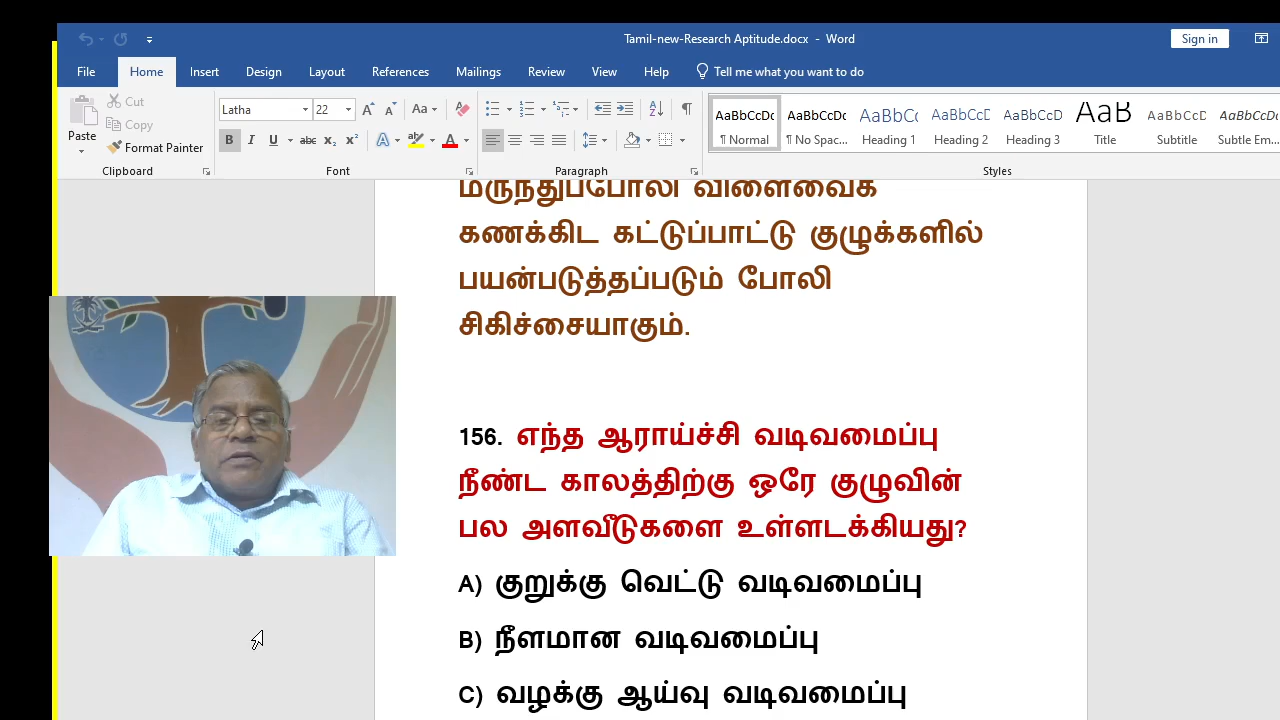 Tamil-new-Research Aptitude.docx - Word
Sign in
File Home Insert Design Layout References Mailings Review View Help Tell me what you want to do
Paste
Cut
Copy
Format Painter
Clipboard
Latha 22
Font
Paragraph
AaBbCcDc AaBbCcDc AaBbC AaBbCcD AaBbCcD AaB AaBbCcD AaBbCcD
¶ Normal ¶ No Spac... Heading 1 Heading 2 Heading 3 Title Subtitle Subtle Em...
Styles
மருந்துப்போலி விளைவைக்
கணக்கிட கட்டுப்பாட்டு குழுக்களில்
பயன்படுத்தப்படும் போலி
சிகிச்சையாகும்.
156. எந்த ஆராய்ச்சி வடிவமைப்பு
நீண்ட காலத்திற்கு ஒரே குழுவின்
பல அளவீடுகளை உள்ளடக்கியது?
A) குறுக்கு வெட்டு வடிவமைப்பு
B) நீளமான வடிவமைப்பு
C) வழக்கு ஆய்வு வடிவமைப்பு